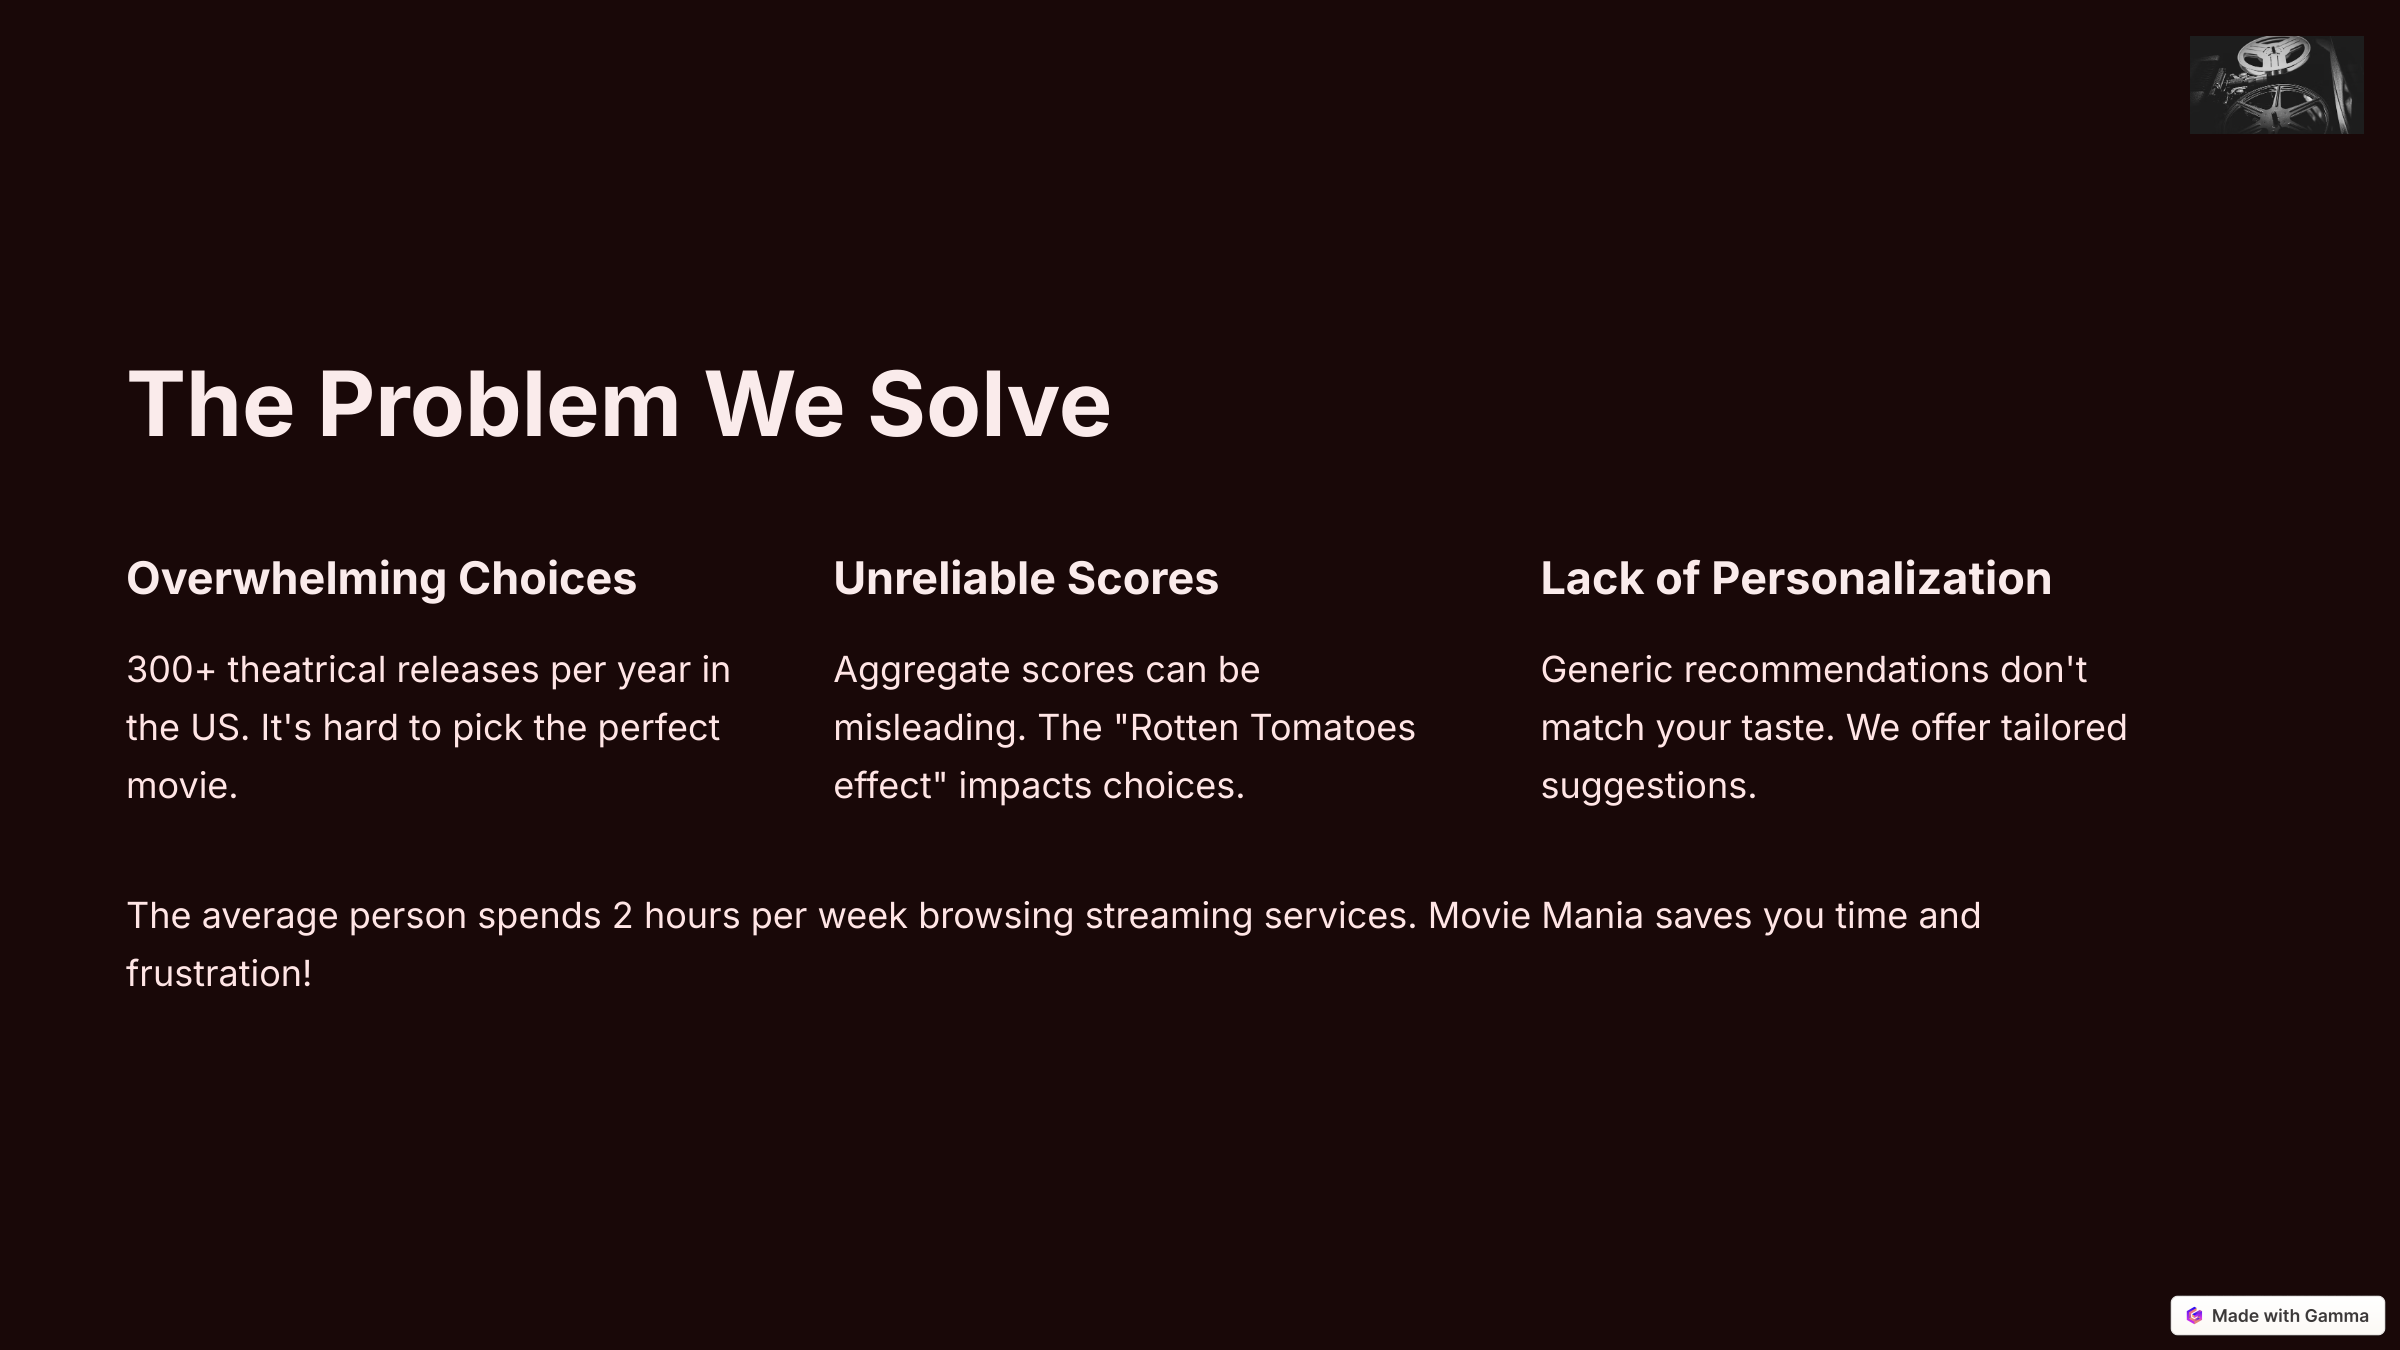 The Problem We Solve
Overwhelming Choices
300+ theatrical releases per year in
the US. It's hard to pick the perfect
movie.
Unreliable Scores
Aggregate scores can be
misleading. The "Rotten Tomatoes
effect" impacts choices.
Lack of Personalization
Generic recommendations don't
match your taste. We offer tailored
suggestions.
The average person spends 2 hours per week browsing streaming services. Movie Mania saves you time and
frustration!
Made with Gamma